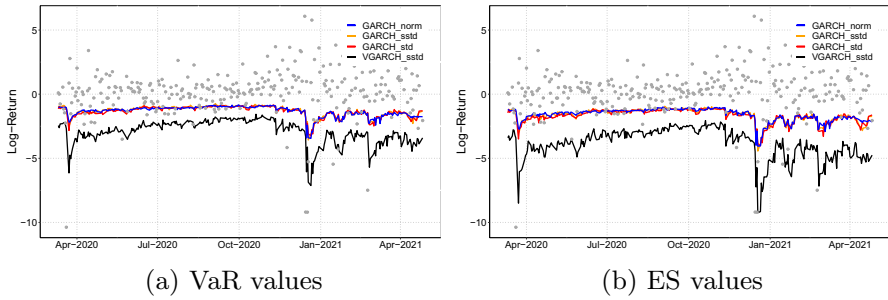 GARCH_norm
GARCH_sstd
GARCH_std
VGARCH_sstd
Log−Return
5
0
−5
−10
Apr−2020
Jul−2020
Oct−2020
Jan−2021
Apr−2021
(a) VaR values
GARCH_norm
GARCH_sstd
GARCH_std
VGARCH_sstd
Log−Return
5
0
−5
−10
Apr−2020
Jul−2020
Oct−2020
Jan−2021
Apr−2021
(b) ES values